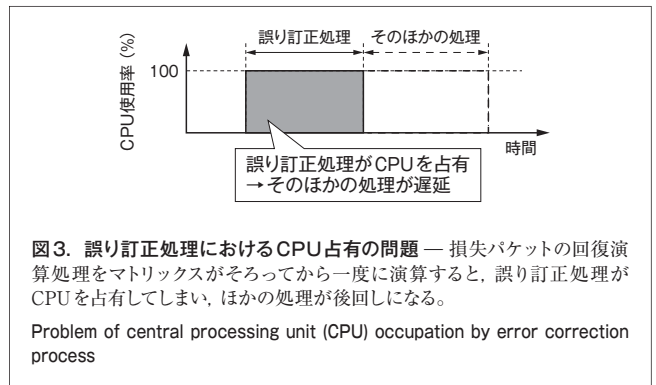 誤り訂正処理 そのほかの処理
CPU使用率（%）
100
時間
誤り訂正処理がCPUを占有
→そのほかの処理が遅延
図3．誤り訂正処理におけるCPU占有の問題 ― 損失パケットの回復演
算処理をマトリックスがそろってから一度に演算すると，誤り訂正処理が
CPUを占有してしまい，ほかの処理が後回しになる。
Problem of central processing unit (CPU) occupation by error correction
process